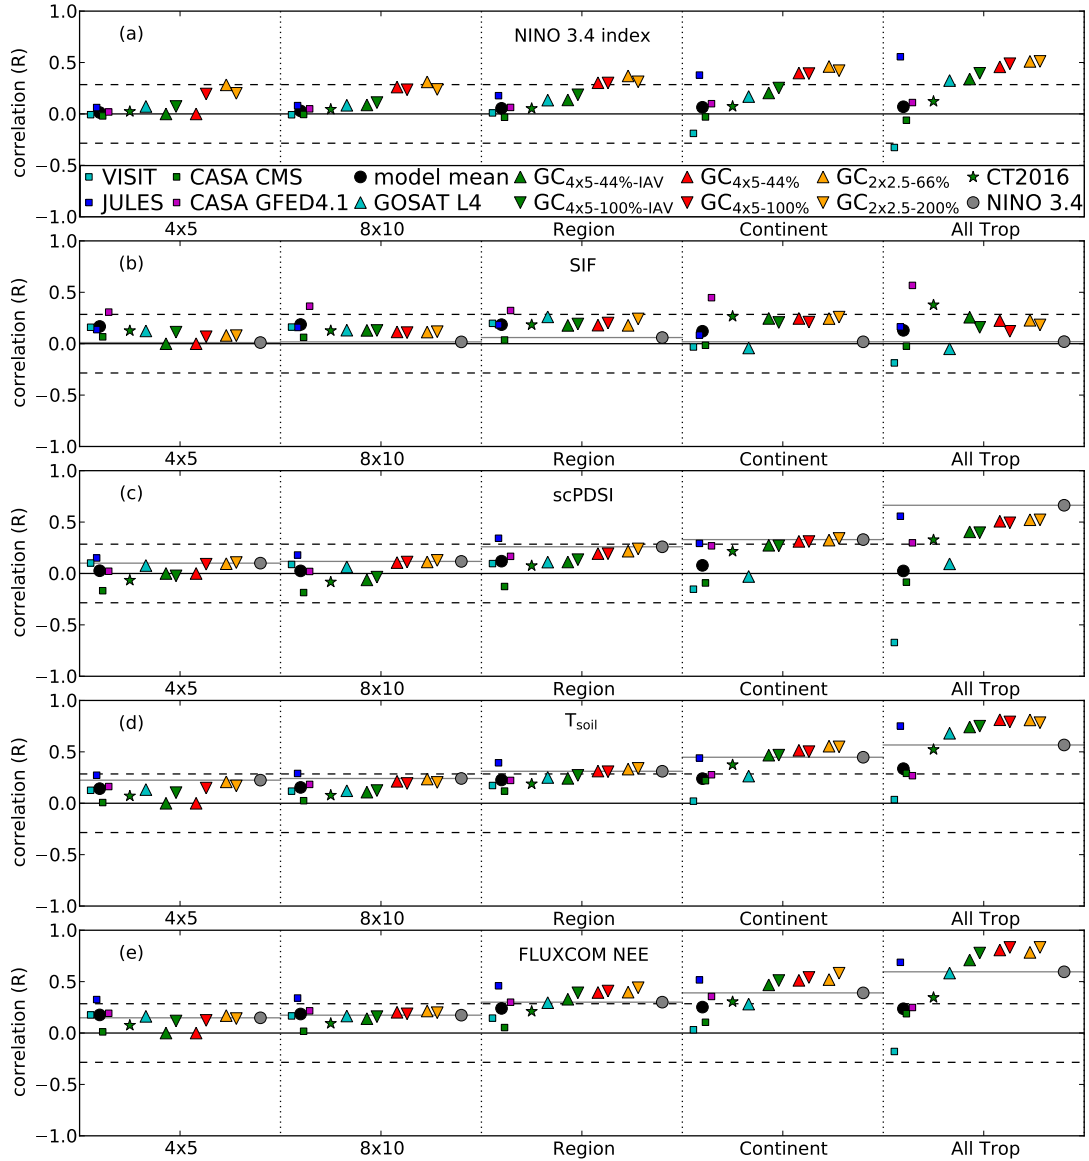 1.0
(a)
NINO 3.4 index
0.5
0.0
−0.5
−1.0
correlation (R)
VISIT CASA CMS model mean GC4x5-44%-IAV GC4x5-44% GC2x2.5-66% CT2016
JULES CASA GFED4.1 GOSAT L4 GC4x5-100%-IAV GC4x5-100% GC2x2.5-200% NINO 3.4
4x5 8x10 Region Continent All Trop
1.0
(b)
SIF
0.5
0.0
−0.5
−1.0
correlation (R)
4x5 8x10 Region Continent All Trop
1.0
(c)
scPDSI
0.5
0.0
−0.5
−1.0
correlation (R)
4x5 8x10 Region Continent All Trop
1.0
(d)
Tsoil
0.5
0.0
−0.5
−1.0
correlation (R)
4x5 8x10 Region Continent All Trop
1.0
(e)
FLUXCOM NEE
0.5
0.0
−0.5
−1.0
correlation (R)
4x5 8x10 Region Continent All Trop